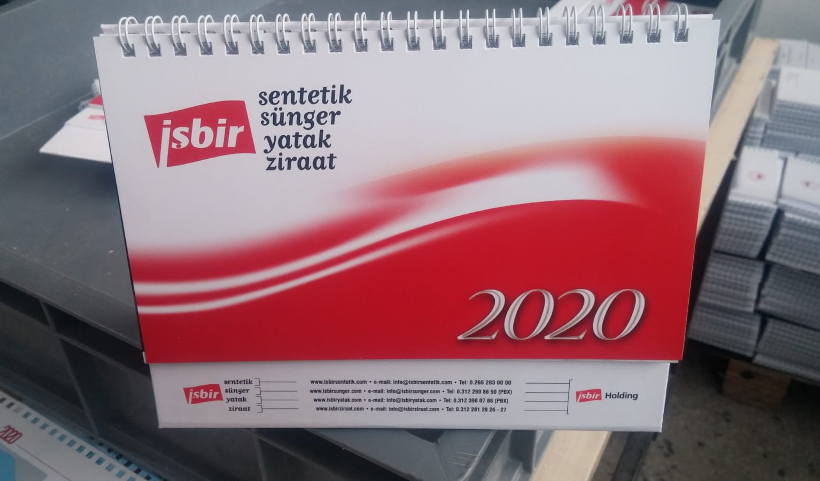 işbir
sentetik
sünger
yatak
ziraat
2020
işbir
sentetik
sünger
yatak
ziraat
www.isbirsentetik.com • e-mail: info@isbirsentetik.com • Tel: 0.266 283 00 00
www.isbirsunger.com • e-mail: info@isbirsunger.com • Tel: 0.312 280 88 50 (PBX)
www.isbiryatak.com • e-mail: info@isbiryatak.com • Tel: 0.312 398 07 85 (PBX)
www.isbirziraat.com • e-mail: info@isbirziraat.com • Tel: 0.312 281 28 26 - 27
işbir Holding